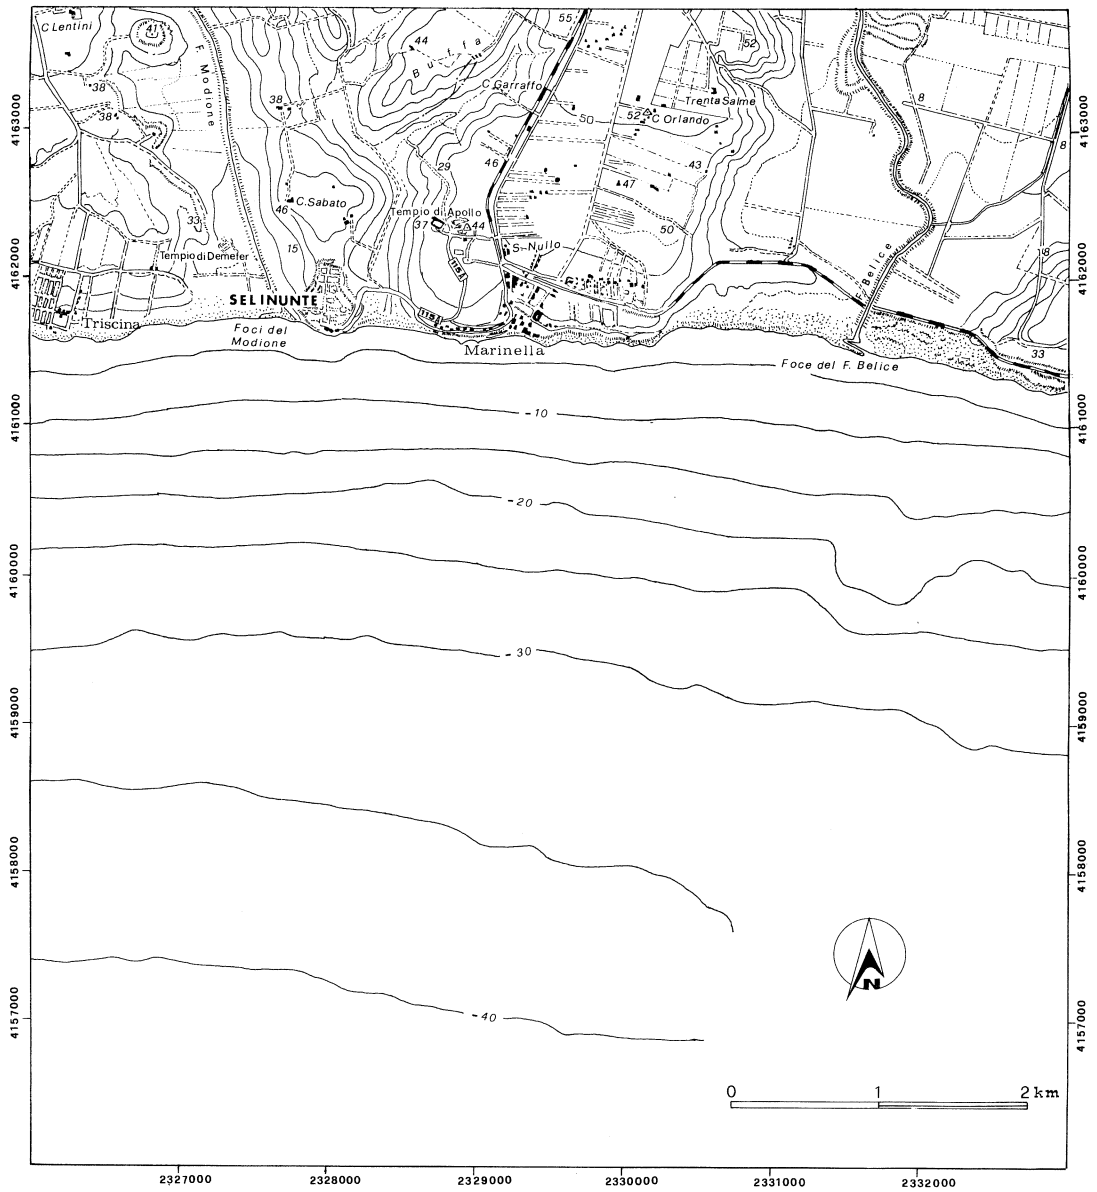 C Lentini
41
F. Modione
44
Buffa
55
52
C. Garraffo
Trenta Salme
38
38
38
52
C Orlando
50
8
8
4163000
4163000
29
46
43
47
46
C. Sabato
Tempio di Apollo
37
44
33
15
S. Nullo
50
F. Belice
8
Tempio di Demeter
115
4162000
4162000
SELINUNTE
Triscina
Foci del
Modione
115
Marinella
33
Foce del F. Belice
4161000
-10
4161000
-20
4160000
4160000
-30
4159000
4159000
4158000
4158000
N
4157000
-40
4157000
0 1 2 km
2327000 2328000 2329000 2330000 2331000 2332000